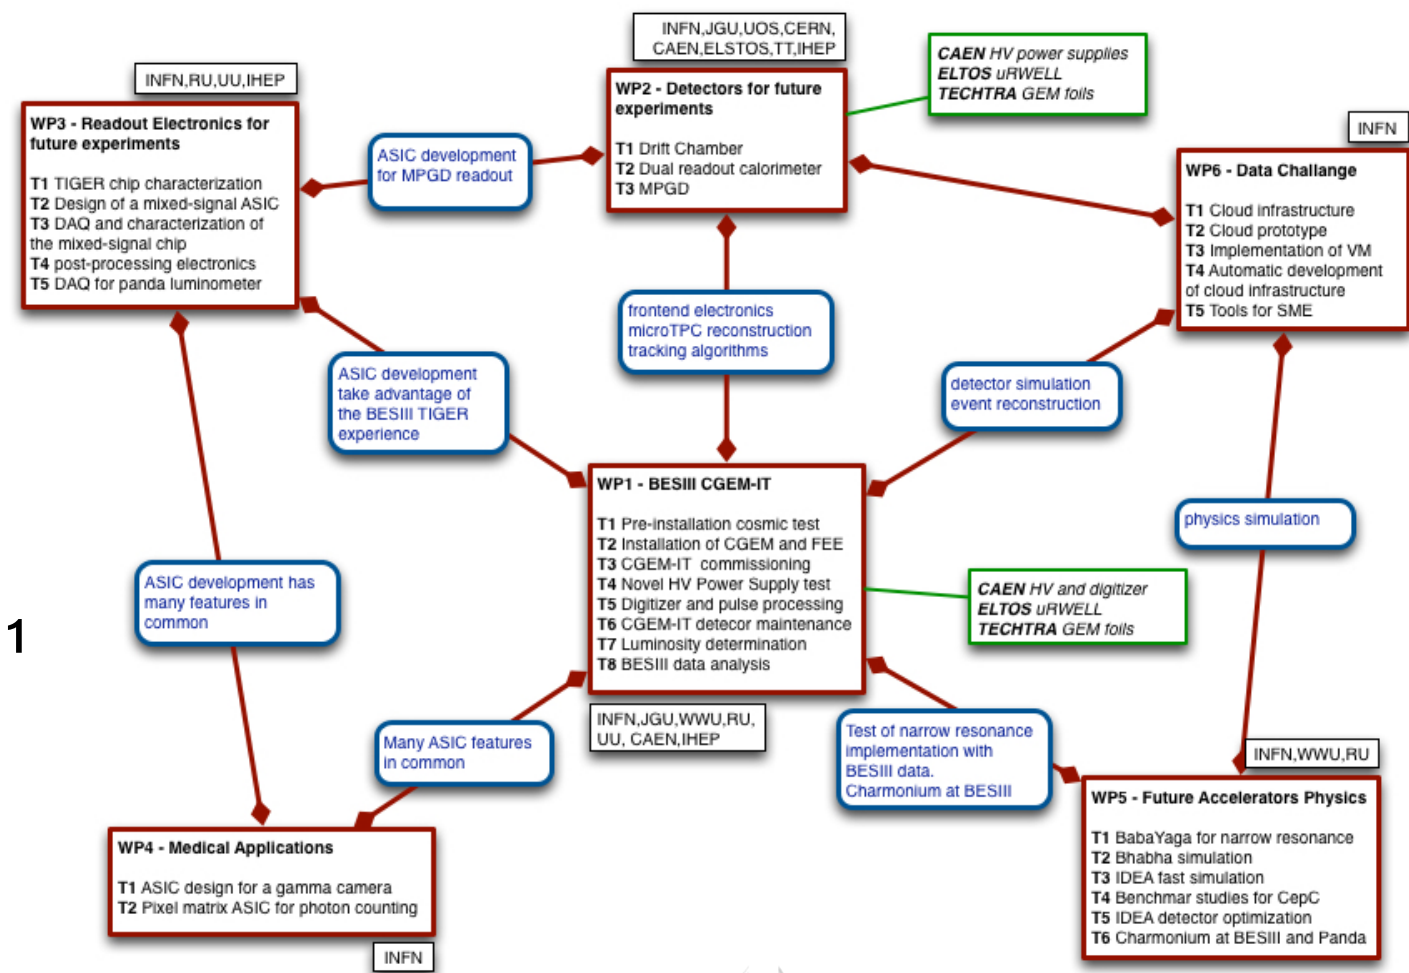 INFN,RU,UU,IHEP
WP3 - Readout Electronics for
future experiments
T1 TIGER chip characterization
T2 Design of a mixed-signal ASIC
T3 DAQ and characterization of
the mixed-signal chip
T4 post-processing electronics
T5 DAQ for panda luminometer
ASIC development
for MPGD readout
INFN,JGU,UOS,CERN,
CAEN,ELSTOS,TT,IHEP
WP2 - Detectors for future
experiments
T1 Drift Chamber
T2 Dual readout calorimeter
T3 MPGD
CAEN HV power supplies
ELTOS uRWELL
TECHTRA GEM foils
INFN
WP6 - Data Challange
T1 Cloud infrastructure
T2 Cloud prototype
T3 Implementation of VM
T4 Automatic development
of cloud infrastructure
T5 Tools for SME
frontend electronics
microTPC reconstruction
tracking algorithms
ASIC development
take advantage of
the BESIII TIGER
experience
detector simulation
event reconstruction
WP1 - BESIII CGEM-IT
T1 Pre-installation cosmic test
T2 Installation of CGEM and FEE
T3 CGEM-IT commissioning
T4 Novel HV Power Supply test
T5 Digitizer and pulse processing
T6 CGEM-IT detecor maintenance
T7 Luminosity determination
T8 BESIII data analysis
INFN,JGU,WWU,RU,
UU, CAEN,IHEP
physics simulation
CAEN HV and digitizer
ELTOS uRWELL
TECHTRA GEM foils
ASIC development has
many features in
common
1
Many ASIC features
in common
Test of narrow resonance
implementation with
BESIII data.
Charmonium at BESIII
INFN,WWU,RU
WP5 - Future Accelerators Physics
T1 BabaYaga for narrow resonance
T2 Bhabha simulation
T3 IDEA fast simulation
T4 Benchmar studies for CepC
T5 IDEA detector optimization
T6 Charmonium at BESIII and Panda
WP4 - Medical Applications
T1 ASIC design for a gamma camera
T2 Pixel matrix ASIC for photon counting
INFN